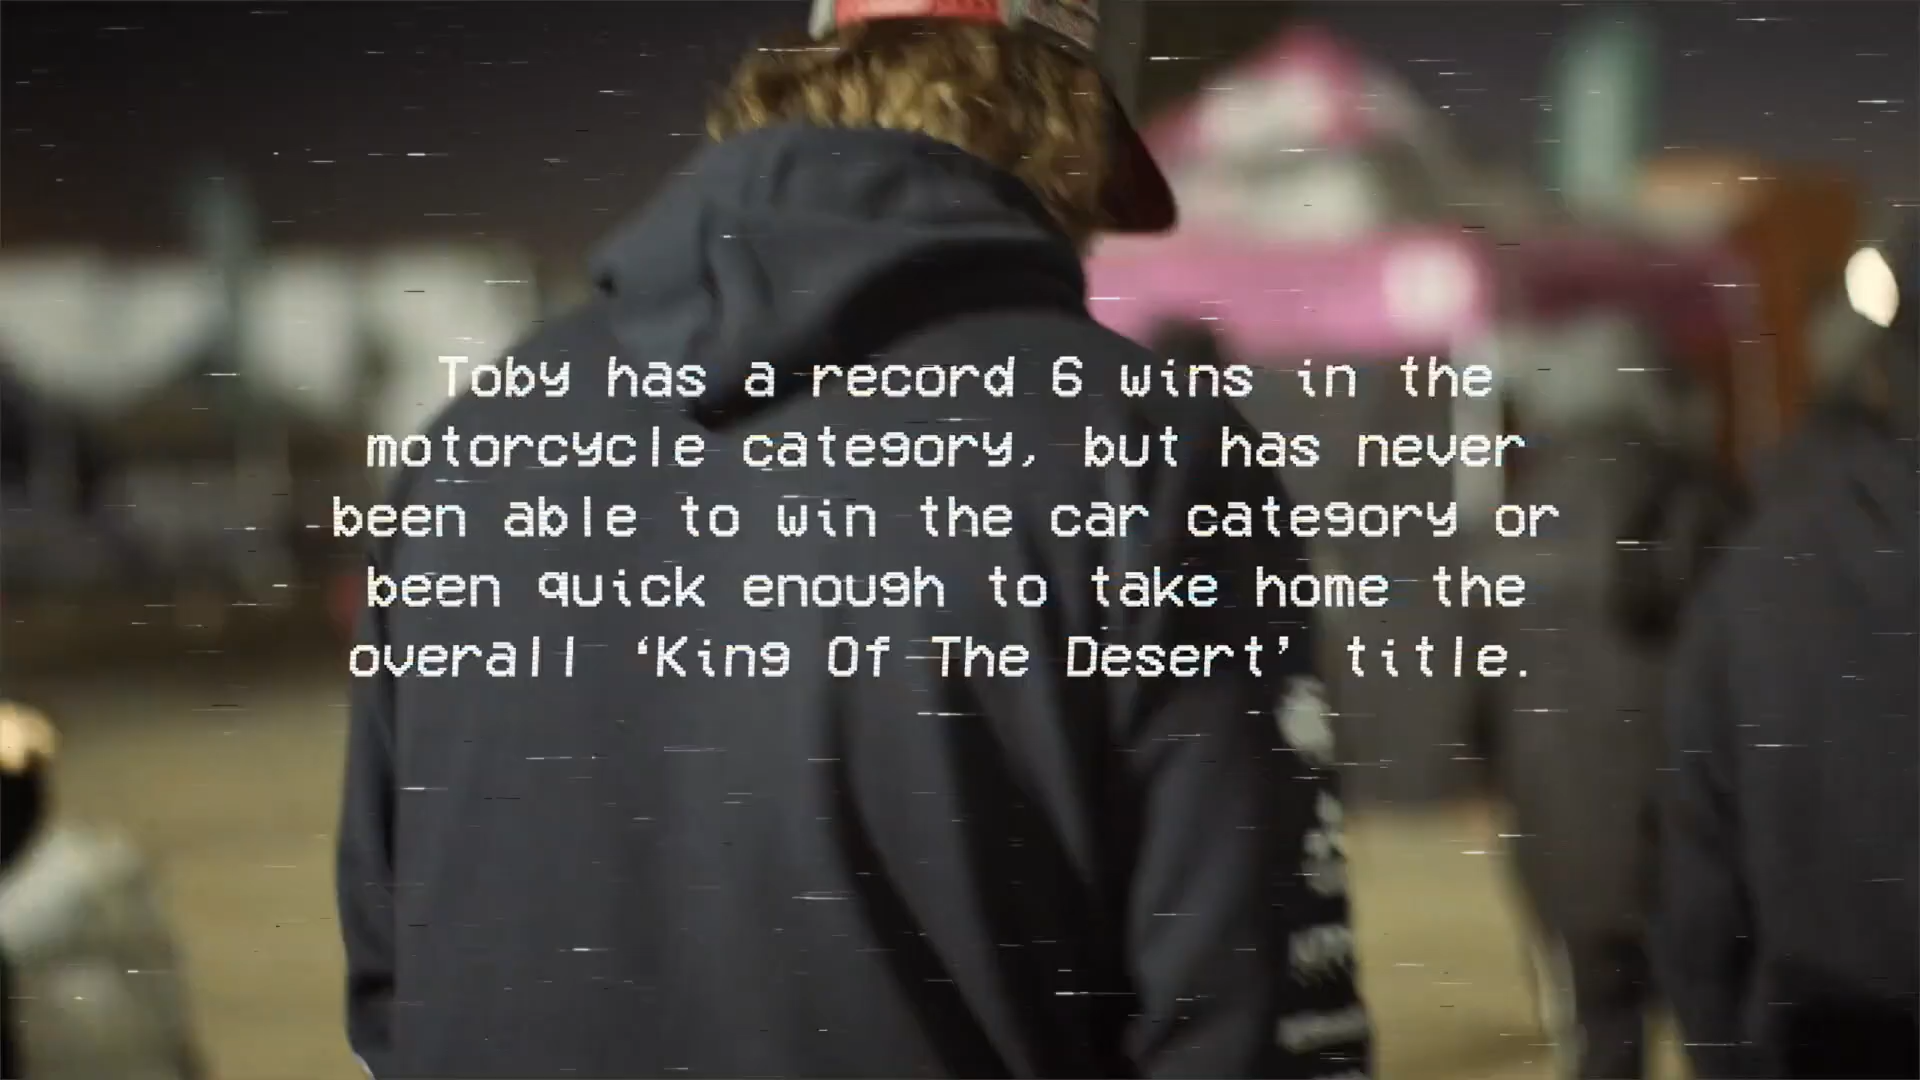 Toby has a record 6 wins in the
motorcycle category, but has never
been able to win the car category or
been quick enough to take home the
overall ‘King Of The Desert’ title.